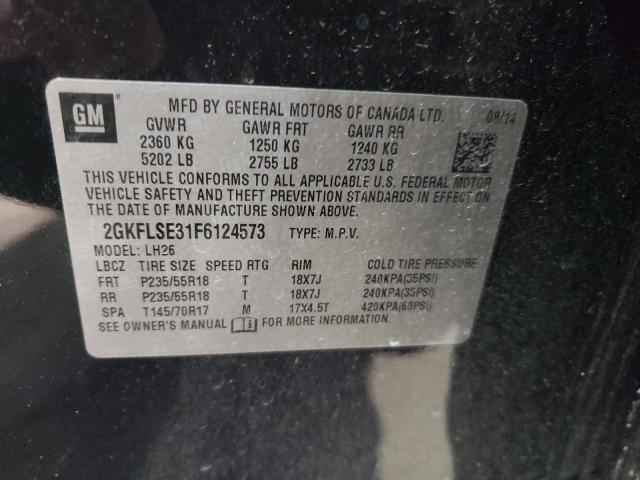 GM ®
MFD BY GENERAL MOTORS OF CANADA LTD. 08/14
GVWR GAWR FRT GAWR RR
2360 KG 1250 KG 1240 KG
5202 LB 2755 LB 2733 LB
THIS VEHICLE CONFORMS TO ALL APPLICABLE U.S. FEDERAL MOTOR
VEHICLE SAFETY AND THEFT PREVENTION STANDARDS IN EFFECT ON
THE DATE OF MANUFACTURE SHOWN ABOVE.
2GKFLSE31F6124573 TYPE: M.P.V.
MODEL: LH26
LBCZ TIRE SIZE SPEED RTG RIM COLD TIRE PRESSURE
FRT P235/55R18 T 18X7J 240KPA(35PSI)
RR P235/55R18 T 18X7J 240KPA(35PSI)
SPA T145/70R17 M 17X4.5T 420KPA(60PSI)
SEE OWNER'S MANUAL FOR MORE INFORMATION.